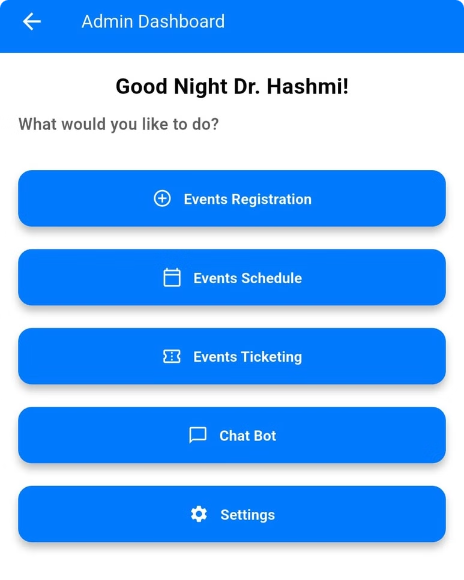 Admin Dashboard
Good Night Dr. Hashmi!
What would you like to do?
Events Registration
Events Schedule
Events Ticketing
Chat Bot
Settings